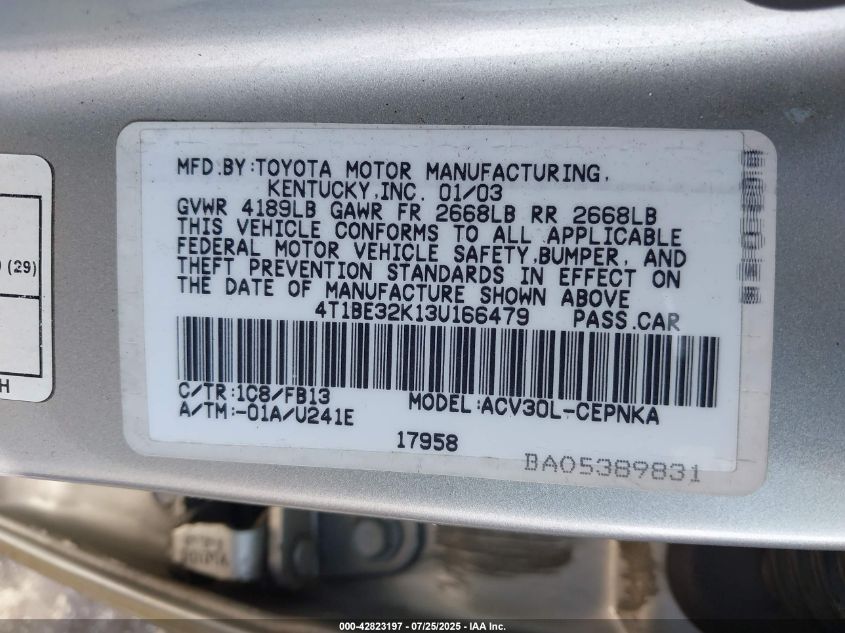 MFD.BY:TOYOTA MOTOR MANUFACTURING,
KENTUCKY,INC. 01/03
GVWR 4189LB GAWR FR 2668LB RR 2668LB
THIS VEHICLE CONFORMS TO ALL APPLICABLE
FEDERAL MOTOR VEHICLE SAFETY,BUMPER, AND
THEFT PREVENTION STANDARDS IN EFFECT ON
THE DATE OF MANUFACTURE SHOWN ABOVE
4T1BE32K13U166479 PASS.CAR
C/TR:1C8/FB13 MODEL:ACV30L-CEPNKA
A/TM:-01A/U241E
17958
BA05389831
(29)
H
000-42823197 - 07/25/2025 - IAA Inc.